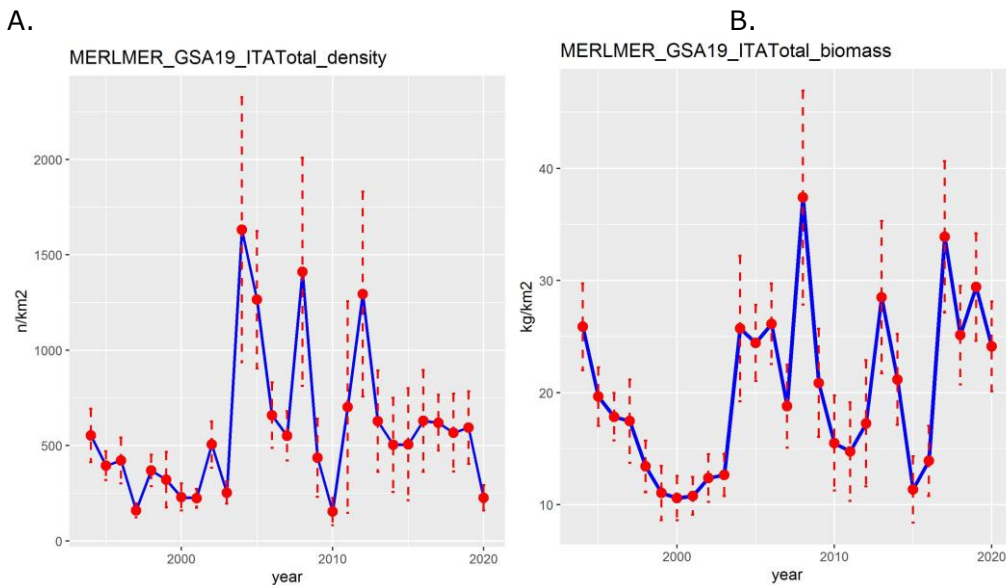 A.
MERLMER_GSA19_ITATotal_density
n/km2
2000
1500
1000
500
0
2000
2010
2020
year
B.
MERLMER_GSA19_ITATotal_biomass
kg/km2
40
30
20
10
2000
2010
2020
year